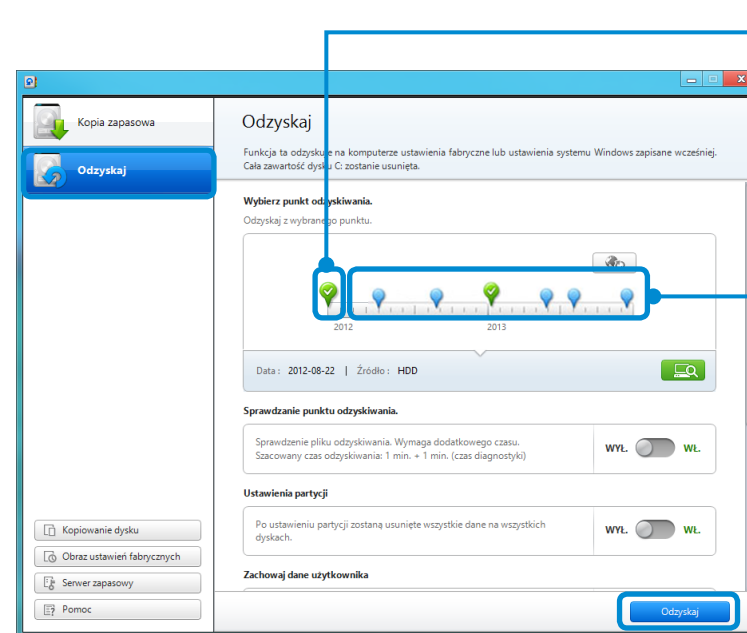 Kopia zapasowa
Odzyskaj
Kopiowanie dysku
Obraz ustawień fabrycznych
Serwer zapasowy
Pomoc
Odzyskaj
Funkcja ta odzyskuje na komputerze ustawienia fabryczne lub ustawienia systemu Windows zapisane wcześniej.
Cała zawartość dysku C: zostanie usunięta.
Wybierz punkt odzyskiwania.
Odzyskaj z wybranego punktu.
2012 2013
Data : 2012-08-22 | Źródło : HDD
Sprawdzanie punktu odzyskiwania.
Sprawdzenie pliku odzyskiwania. Wymaga dodatkowego czasu.
Szacowany czas odzyskiwania: 1 min. + 1 min. (czas diagnostyki)
WYŁ. WŁ.
Ustawienia partycji
Po ustawieniu partycji zostaną usunięte wszystkie dane na wszystkich
dyskach.
WYŁ. WŁ.
Zachowaj dane użytkownika
Odzyskaj